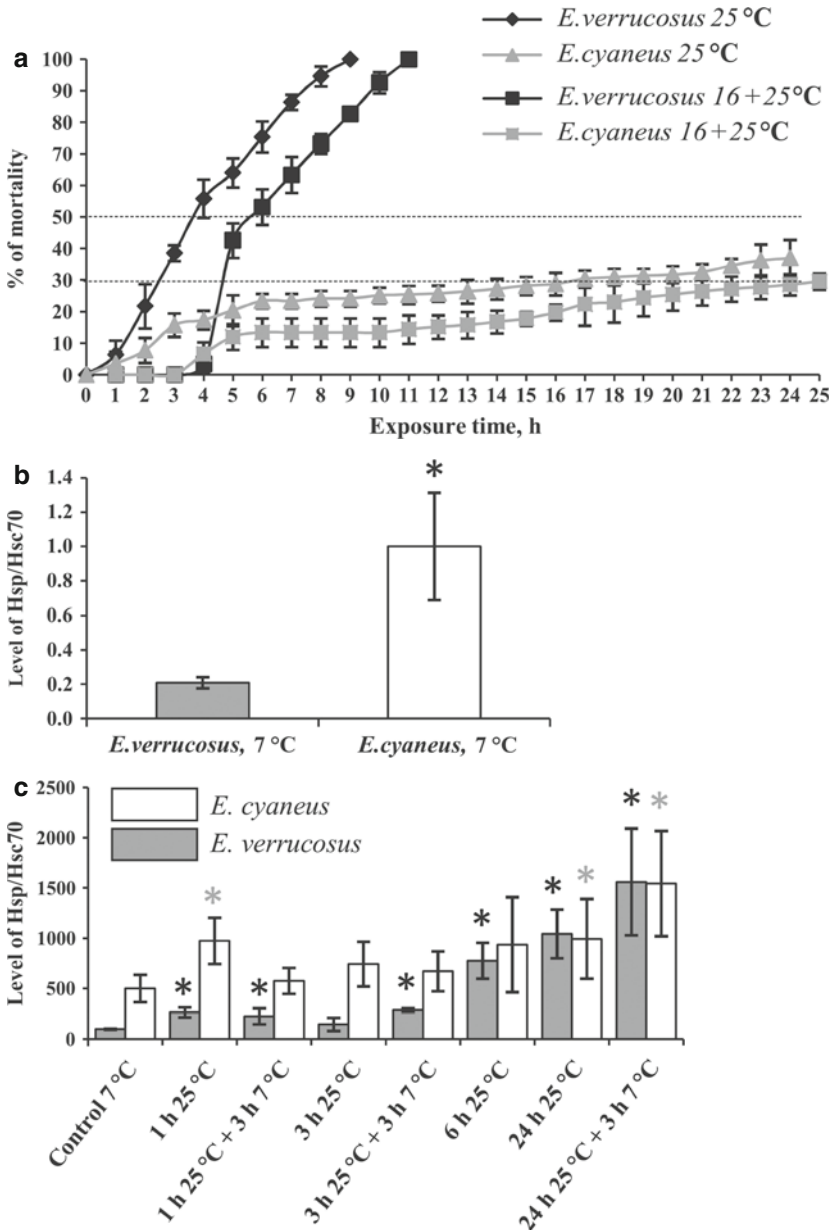 a
E.verrucosus 25 °C
E.cyaneus 25 °C
E.verrucosus 16+25°C
E.cyaneus 16+25°C
% of mortality
100
90
80
70
60
50
40
30
20
10
0
0 1 2 3 4 5 6 7 8 9 10 11 12 13 14 15 16 17 18 19 20 21 22 23 24 25
Exposure time, h
b
Level of Hsp/Hsc70
1.4
1.2
1.0
0.8
0.6
0.4
0.2
0.0
*
E.verrucosus, 7 °C E.cyaneus, 7 °C
c
Level of Hsp/Hsc70
2500
2000
1500
1000
500
0
E. cyaneus
E. verrucosus
* * * * * * * * *
Control 7 °C
1 h 25 °C
1 h 25 °C + 3 h 7 °C
3 h 25 °C
3 h 25 °C + 3 h 7 °C
6 h 25 °C
24 h 25 °C
24 h 25 °C + 3 h 7 °C